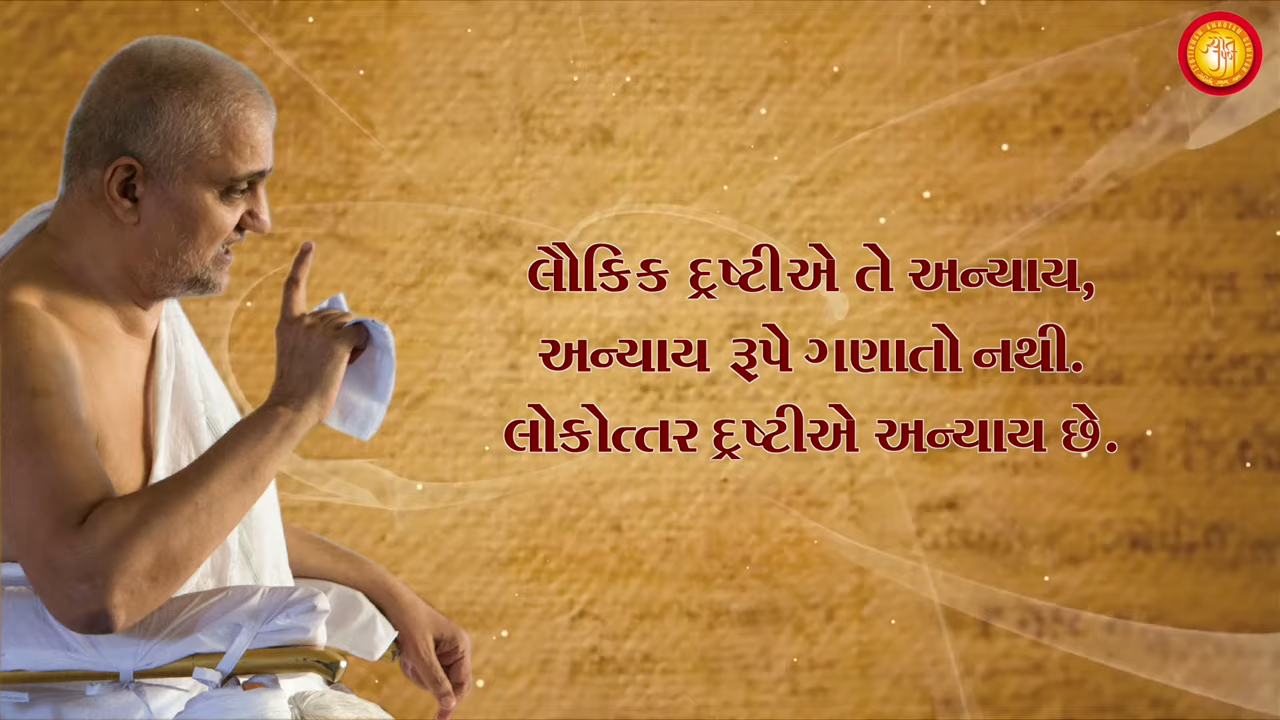 લૌકિક દ્રષ્ટીએ તે અન્યાય,
અન્યાય રૂપે ગણાતો નથી.
લોકોત્તર દ્રષ્ટીએ અન્યાય છે.